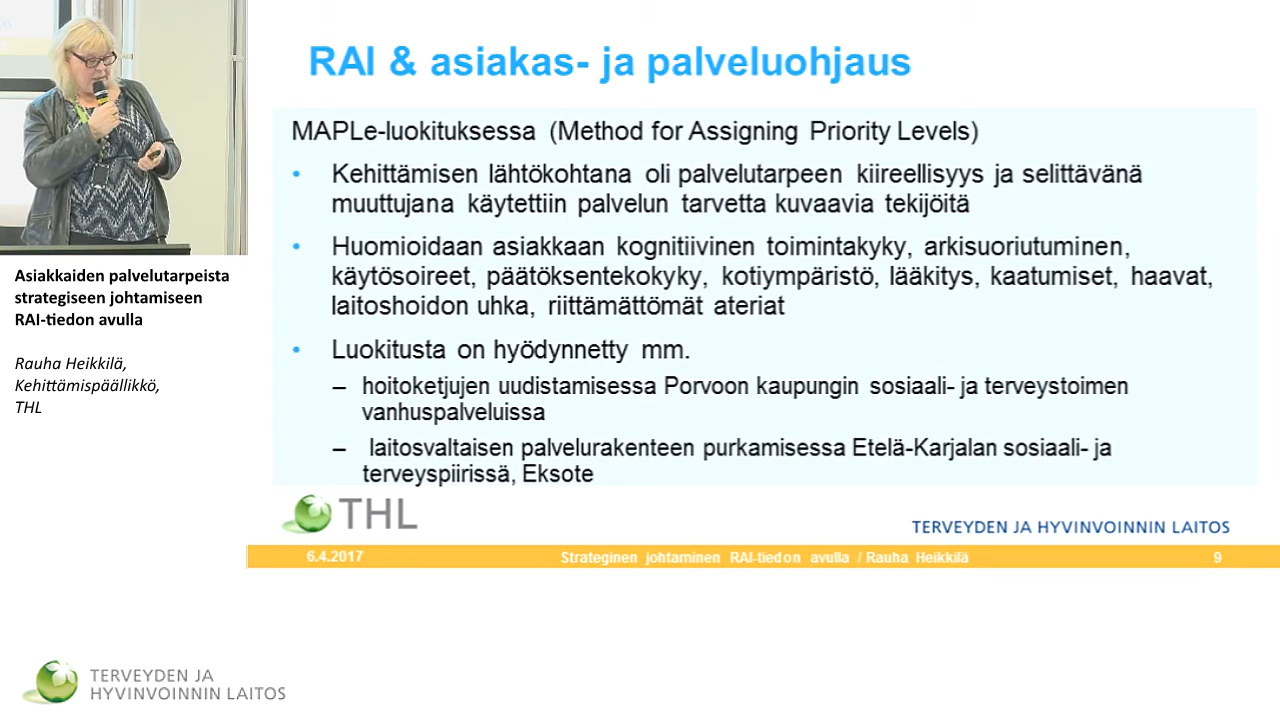 RAI & asiakas- ja palveluohjaus
MAPLe-luokituksessa (Method for Assigning Priority Levels)
• Kehittämisen lähtökohtana oli palvelutarpeen kiireellisyys ja selittävänä
muuttujana käytettiin palvelun tarvetta kuvaavia tekijöitä
• Huomioidaan asiakkaan kognitiivinen toimintakyky, arkisuoriutuminen,
käytösoireet, päätöksentekokyky, kotiympäristö, lääkitys, kaatumiset, haavat,
laitoshoidon uhka, riittämättömät ateriat
• Luokitusta on hyödynnetty mm.
– hoitoketjujen uudistamisessa Porvoon kaupungin sosiaali- ja terveystoimen
vanhuspalveluissa
– laitosvaltaisen palvelurakenteen purkamisessa Etelä-Karjalan sosiaali- ja
terveyspiirissä, Eksote
THL
TERVEYDEN JA HYVINVOINNIN LAITOS
6.4.2017 Strateginen johtaminen RAI-tiedon avulla / Rauha Heikkilä 9
Asiakkaiden palvelutarpeista
strategiseen johtamiseen
RAI-tiedon avulla
Rauha Heikkilä,
Kehittämispäällikkö,
THL
TERVEYDEN JA
HYVINVOINNIN LAITOS